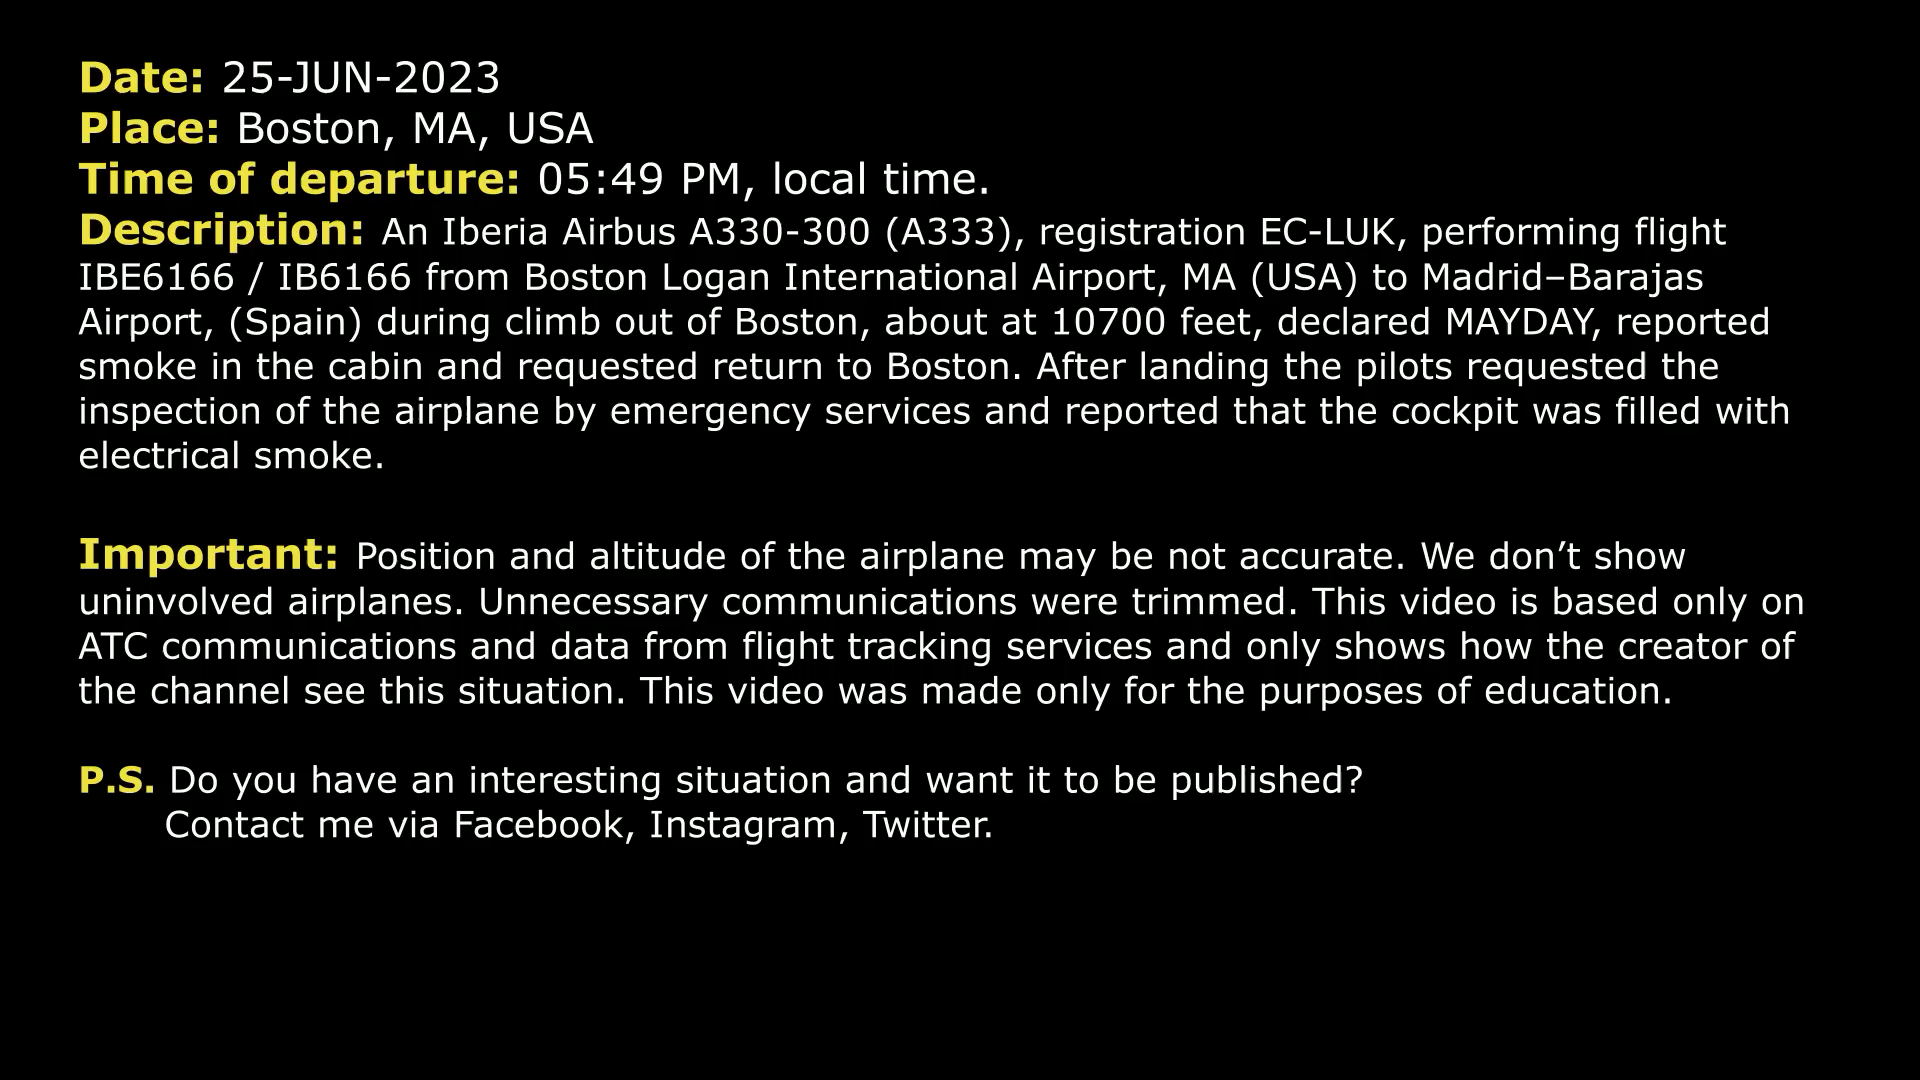 Date: 25-JUN-2023
Place: Boston, MA, USA
Time of departure: 05:49 PM, local time.
Description: An Iberia Airbus A330-300 (A333), registration EC-LUK, performing flight
IBE6166 / IB6166 from Boston Logan International Airport, MA (USA) to Madrid–Barajas
Airport, (Spain) during climb out of Boston, about at 10700 feet, declared MAYDAY, reported
smoke in the cabin and requested return to Boston. After landing the pilots requested the
inspection of the airplane by emergency services and reported that the cockpit was filled with
electrical smoke.
Important: Position and altitude of the airplane may be not accurate. We don’t show
uninvolved airplanes. Unnecessary communications were trimmed. This video is based only on
ATC communications and data from flight tracking services and only shows how the creator of
the channel see this situation. This video was made only for the purposes of education.
P.S. Do you have an interesting situation and want it to be published?
Contact me via Facebook, Instagram, Twitter.